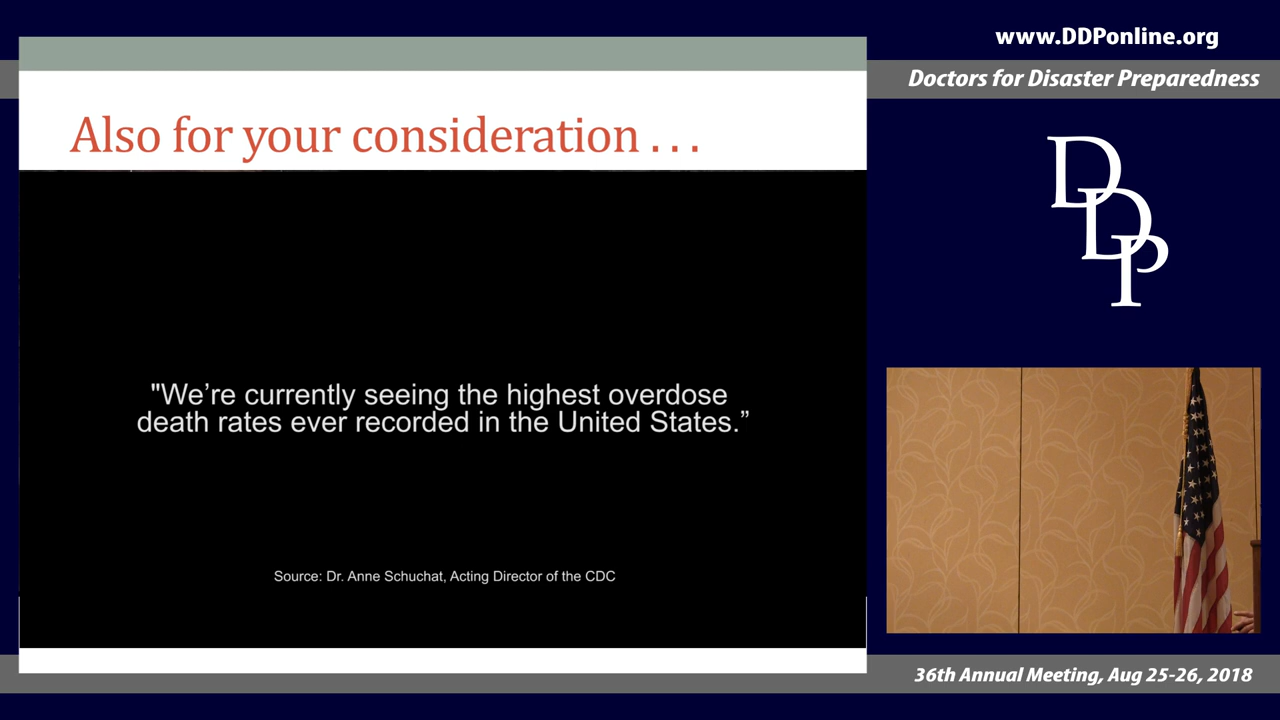 www.DDPonline.org
Doctors for Disaster Preparedness
Also for your consideration . . .
DDP
"We’re currently seeing the highest overdose
death rates ever recorded in the United States.”
Source: Dr. Anne Schuchat, Acting Director of the CDC
36th Annual Meeting, Aug 25-26, 2018